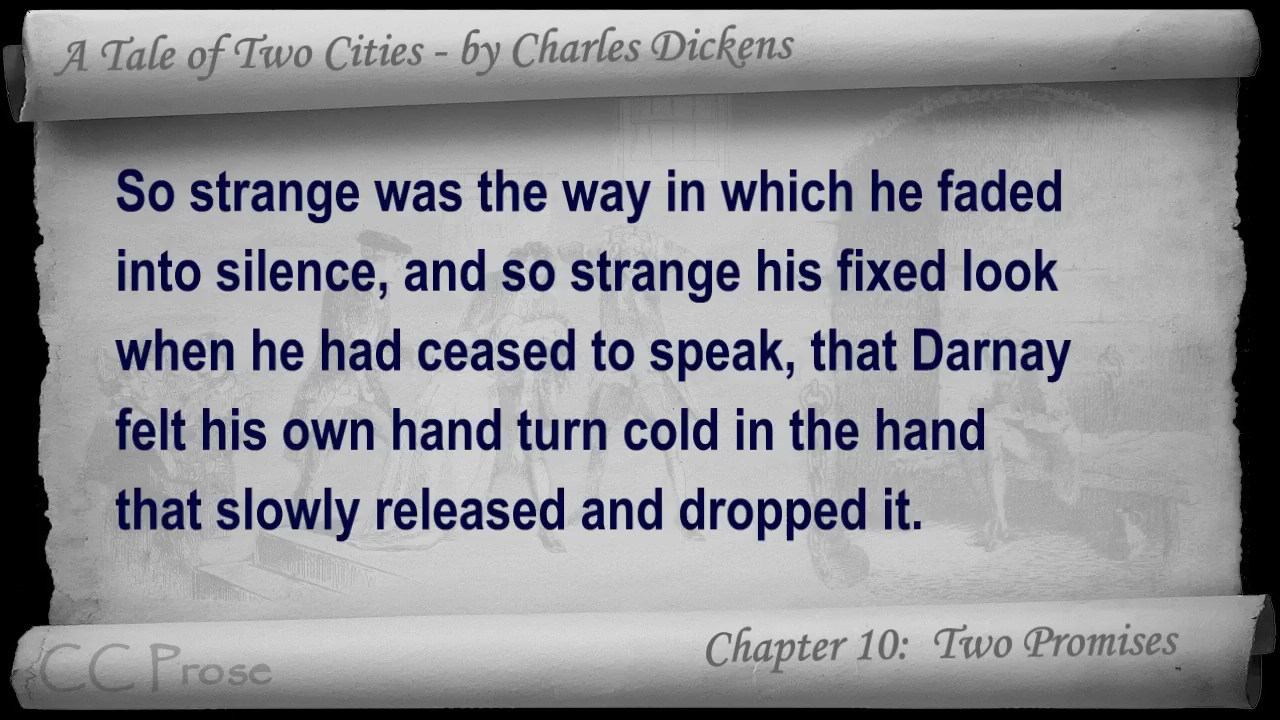 A Tale of Two Cities - by Charles Dickens
So strange was the way in which he faded
into silence, and so strange his fixed look
when he had ceased to speak, that Darnay
felt his own hand turn cold in the hand
that slowly released and dropped it.
Chapter 10: Two Promises
CC Prose